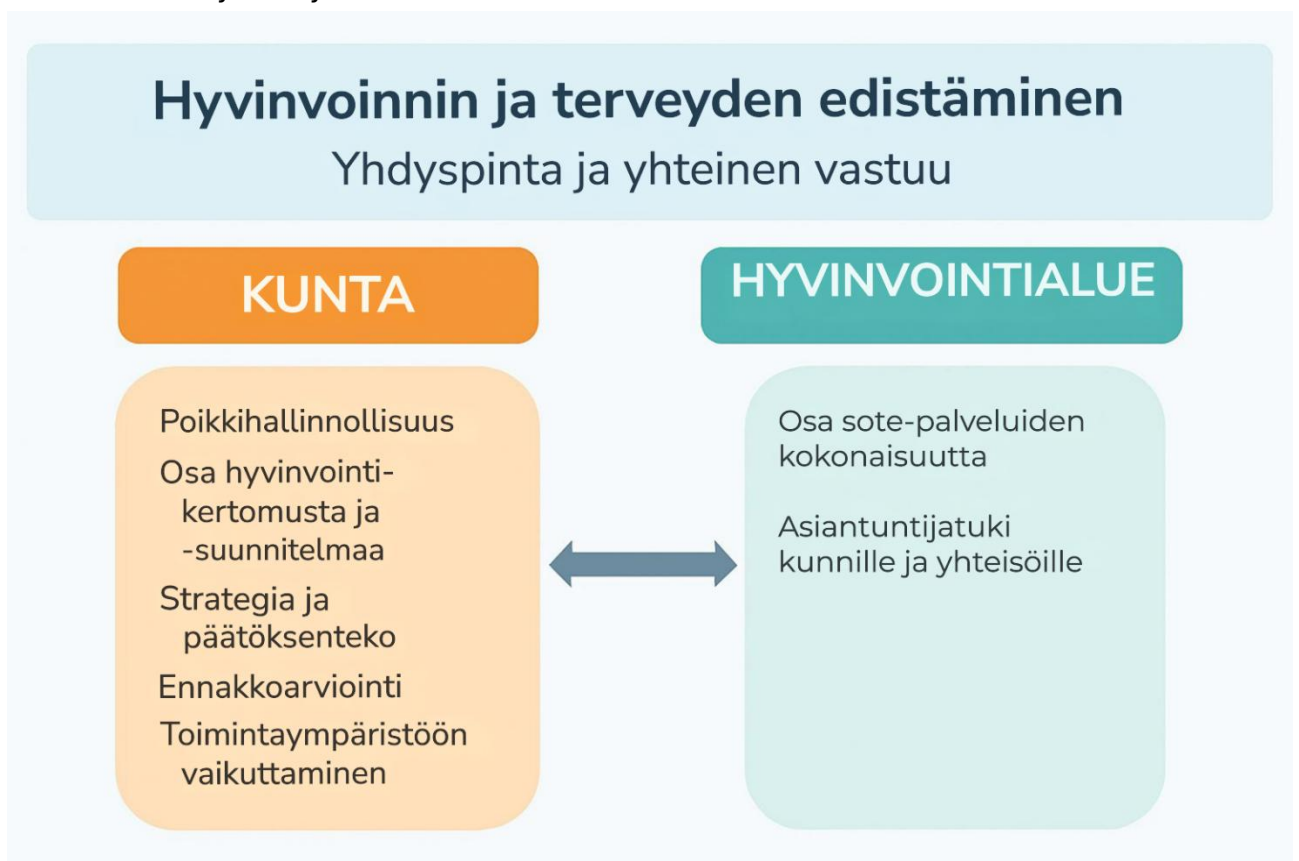 Hyvinvoinnin ja terveyden edistäminen
Yhdyspinta ja yhteinen vastuu
KUNTA
Poikkihallinnollisuus
Osa hyvinvointi-
kertomusta ja
-suunnitelmaa
Strategia ja
päätöksenteko
Ennakkoarviointi
Toimintaympäristöön
vaikuttaminen
HYVINVOINTIALUE
Osa sote-palveluiden
kokonaisuutta
Asiantuntijatuki
kunnille ja yhteisöille